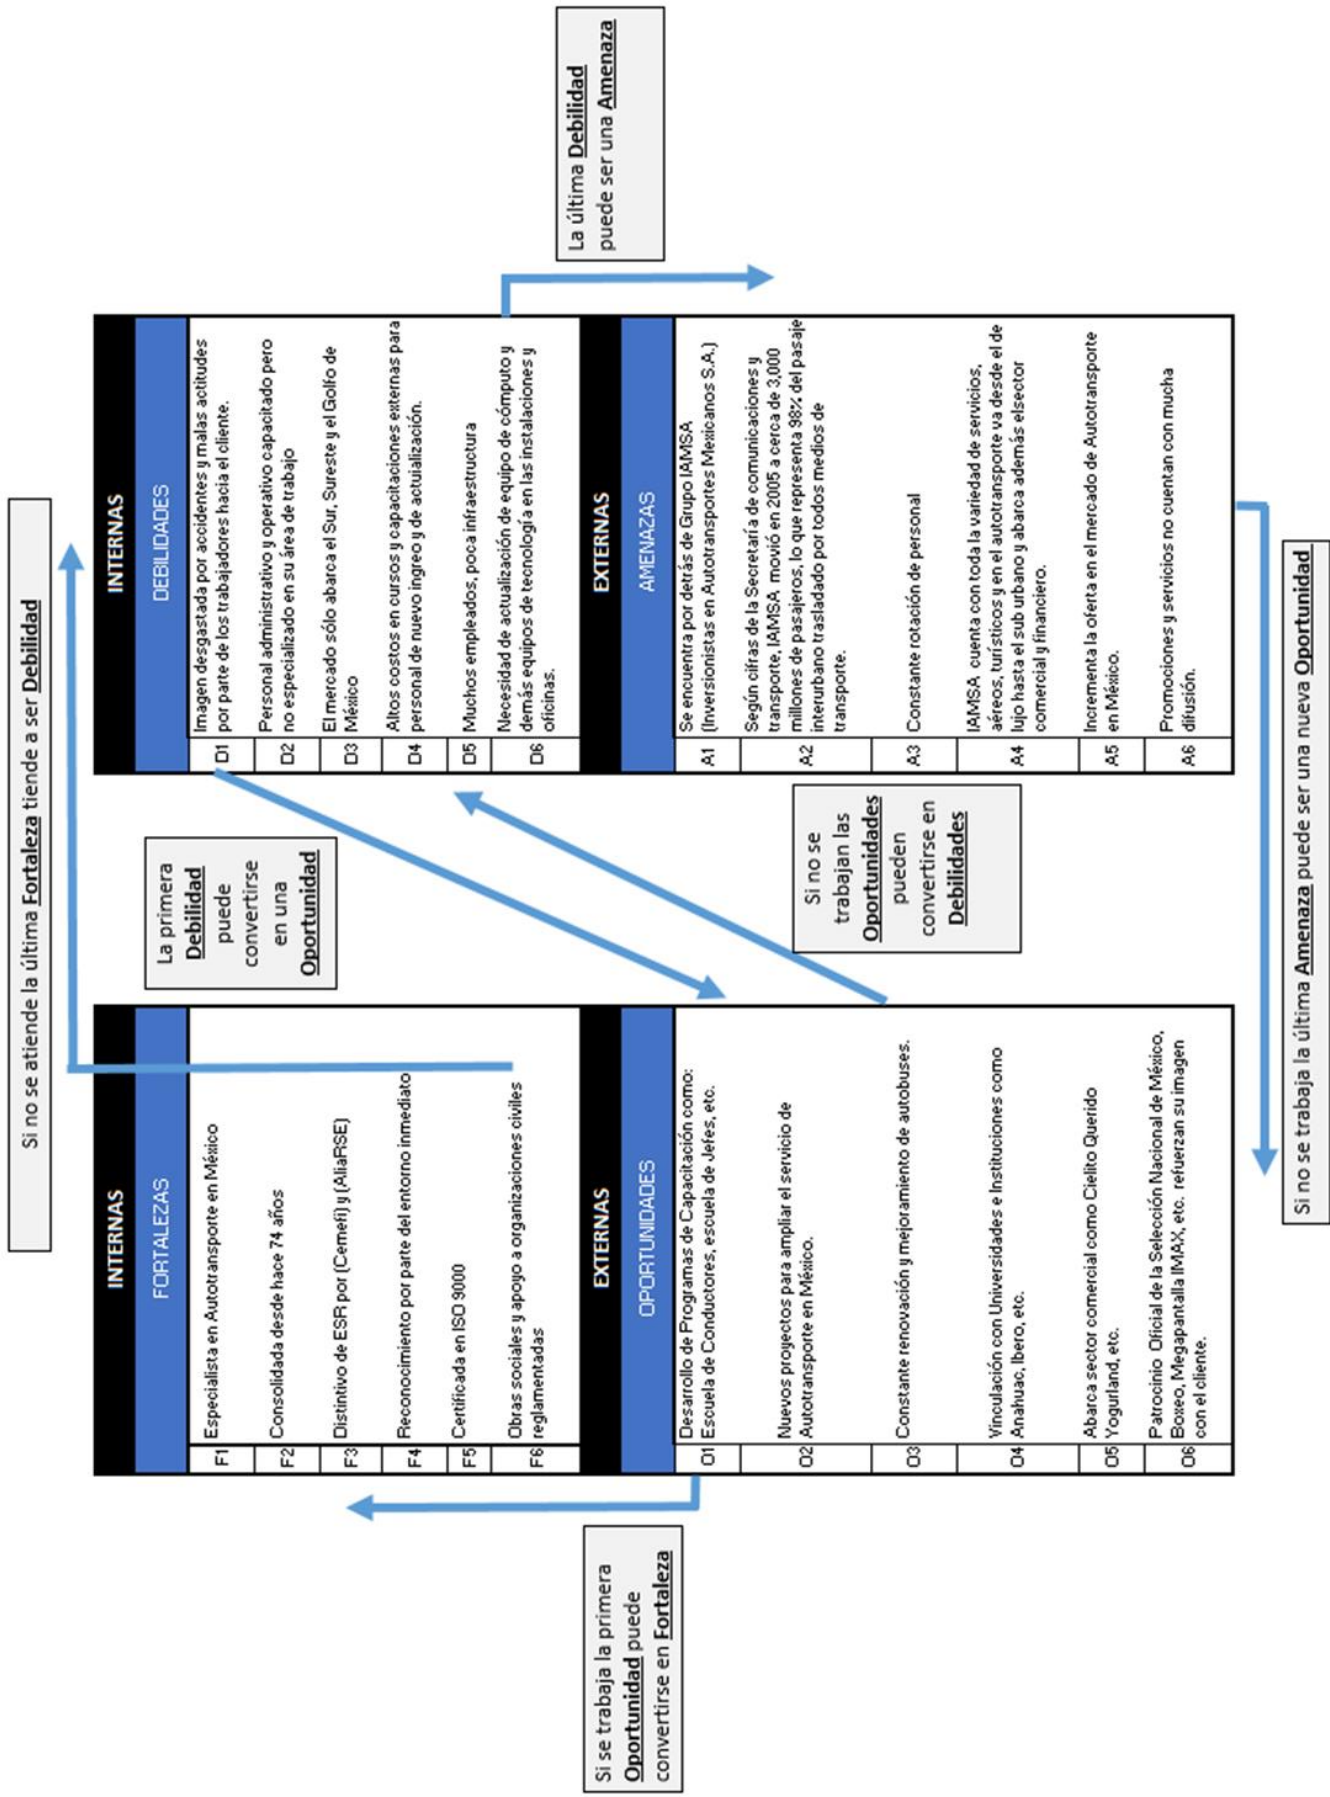 Si no se atiende la última Fortaleza tiende a ser Debilidad
INTERNAS
FORTALEZAS
F1 Especialista en Autotransporte en México
F2 Consolidada desde hace 74 años
F3 Distintivo de ESR por (Cemefi) y (AliaRSE)
F4 Reconocimiento por parte del entorno inmediato
F5 Certificada en ISO 9000
F6 Obras sociales y apoyo a organizaciones civiles
reglamentadas
INTERNAS
DEBILIDADES
D1 Imagen desgastada por accidentes y malas actitudes
por parte de los trabajadores hacia el cliente.
D2 Personal administrativo y operativo capacitado pero
no especializado en su área de trabajo
D3 El mercado sólo abarca el Sur, Sureste y el Golfo de
México
D4 Altos costos en cursos y capacitaciones externas para
personal de nuevo ingreo y de actuialización.
D5 Muchos empleados, poca infraestructura
D6 Necesidad de actualización de equipo de cómputo y
demás equipos de tecnología en las instalaciones y
oficinas.
La primera
Debilidad
puede
convertirse
en una
Oportunidad
La última Debilidad
puede ser una Amenaza
Si se trabaja la primera
Oportunidad puede
convertirse en Fortaleza
EXTERNAS
OPORTUNIDADES
O1 Desarrollo de Programas de Capacitación como:
Escuela de Conductores, escuela de Jefes, etc.
O2 Nuevos proyectos para ampliar el servicio de
Autotransporte en México.
O3 Constante renovación y mejoramiento de autobuses.
O4 Vinculación con Universidades e Instituciones como
Anahuac, Ibero, etc.
O5 Abarca sector comercial como Cielito Querido
Yogurland, etc.
O6 Patrocinio Oficial de la Selección Nacional de México,
Boxeo, Megapantalla IMAX, etc. refuerzan su imagen
con el cliente.
Si no se
trabajan las
Oportunidades
pueden
convertirse en
Debilidades
EXTERNAS
AMENAZAS
A1 Se encuentra por detrás de Grupo IAMSA
(Inversionistas en Autotransportes Mexicanos S.A.)
A2 Según cifras de la Secretaría de comunicaciones y
transporte, IAMSA movió en 2005 a cerca de 3,000
millones de pasajeros, lo que representa 98% del pasaje
interurbano trasladado por todos medios de
transporte.
A3 Constante rotación de personal
A4 IAMSA cuenta con toda la variedad de servicios,
aéreos, turísticos y en el autotransporte va desde el de
lujo hasta el sub urbano y abarca además elsector
comercial y financiero.
A5 Incrementa la oferta en el mercado de Autotransporte
en México.
A6 Promociones y servicios no cuentan con mucha
difusión.
Si no se trabaja la última Amenaza puede ser una nueva Oportunidad